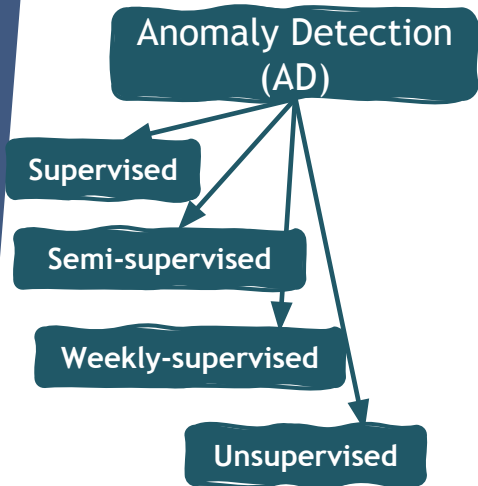 Anomaly Detection
(AD)
Supervised
Semi-supervised
Weekly-supervised
Unsupervised